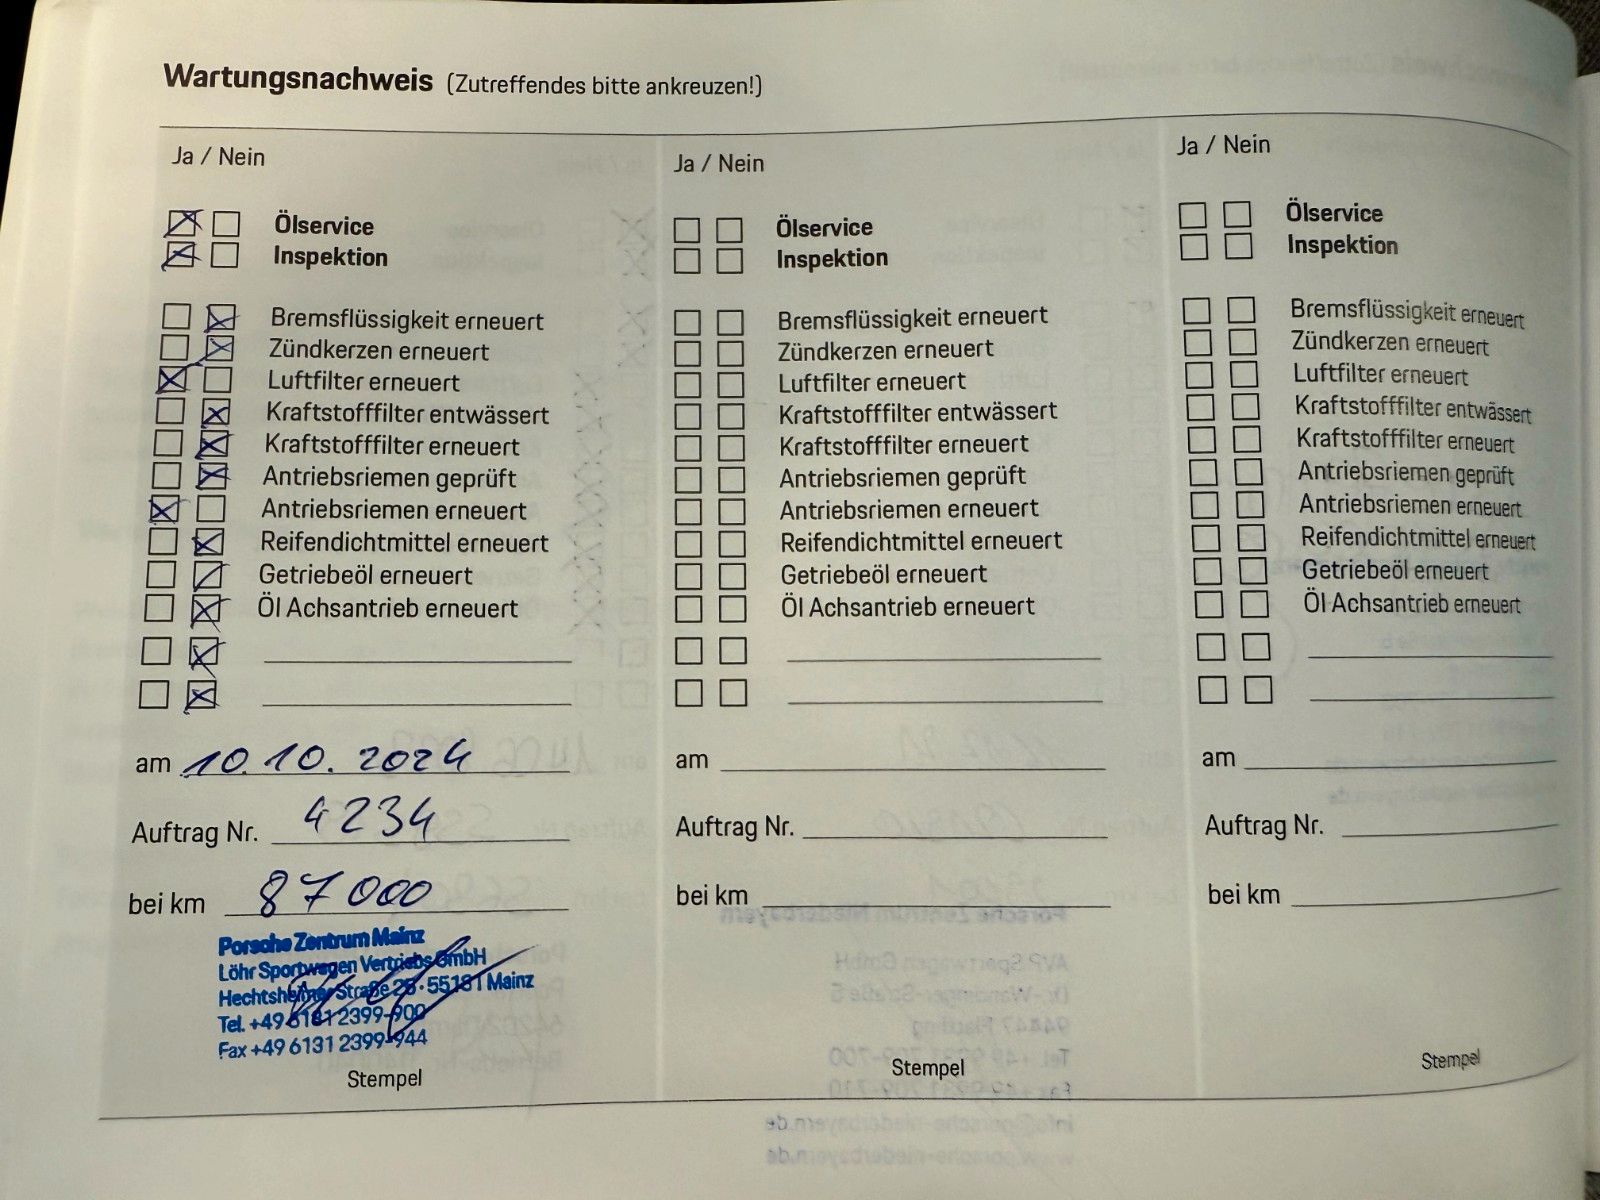 Wartungsnachweis (Zutreffendes bitte ankreuzen!)
Ja / Nein
Ölservice
Inspektion
Bremsflüssigkeit erneuert
Zündkerzen erneuert
Luftfilter erneuert
Kraftstofffilter entwässert
Kraftstofffilter erneuert
Antriebsriemen geprüft
Antriebsriemen erneuert
Reifendichtmittel erneuert
Getriebeöl erneuert
Öl Achsantrieb erneuert
am 10.10.2024
Auftrag Nr. 4234
bei km 87000
Porsche Zentrum Mainz
Löhr Sportwagen Vertriebs GmbH
Hechtsheimer Straße 26 · 55131 Mainz
Tel. +49 6131 2399-900
Fax +49 6131 2399-944
Stempel
Ja / Nein
Ölservice
Inspektion
Bremsflüssigkeit erneuert
Zündkerzen erneuert
Luftfilter erneuert
Kraftstofffilter entwässert
Kraftstofffilter erneuert
Antriebsriemen geprüft
Antriebsriemen erneuert
Reifendichtmittel erneuert
Getriebeöl erneuert
Öl Achsantrieb erneuert
am
Auftrag Nr.
bei km
Stempel
Ja / Nein
Ölservice
Inspektion
Bremsflüssigkeit erneuert
Zündkerzen erneuert
Luftfilter erneuert
Kraftstofffilter entwässert
Kraftstofffilter erneuert
Antriebsriemen geprüft
Antriebsriemen erneuert
Reifendichtmittel erneuert
Getriebeöl erneuert
Öl Achsantrieb erneuert
am
Auftrag Nr.
bei km
Stempel